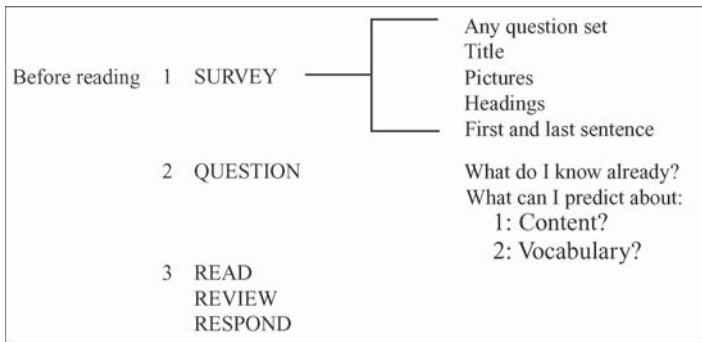 Any question set
Title
Before reading 1 SURVEY Pictures
Headings
First and last sentence
2 QUESTION What do I know already?
What can I predict about:
1: Content?
2: Vocabulary?
3 READ
REVIEW
RESPOND